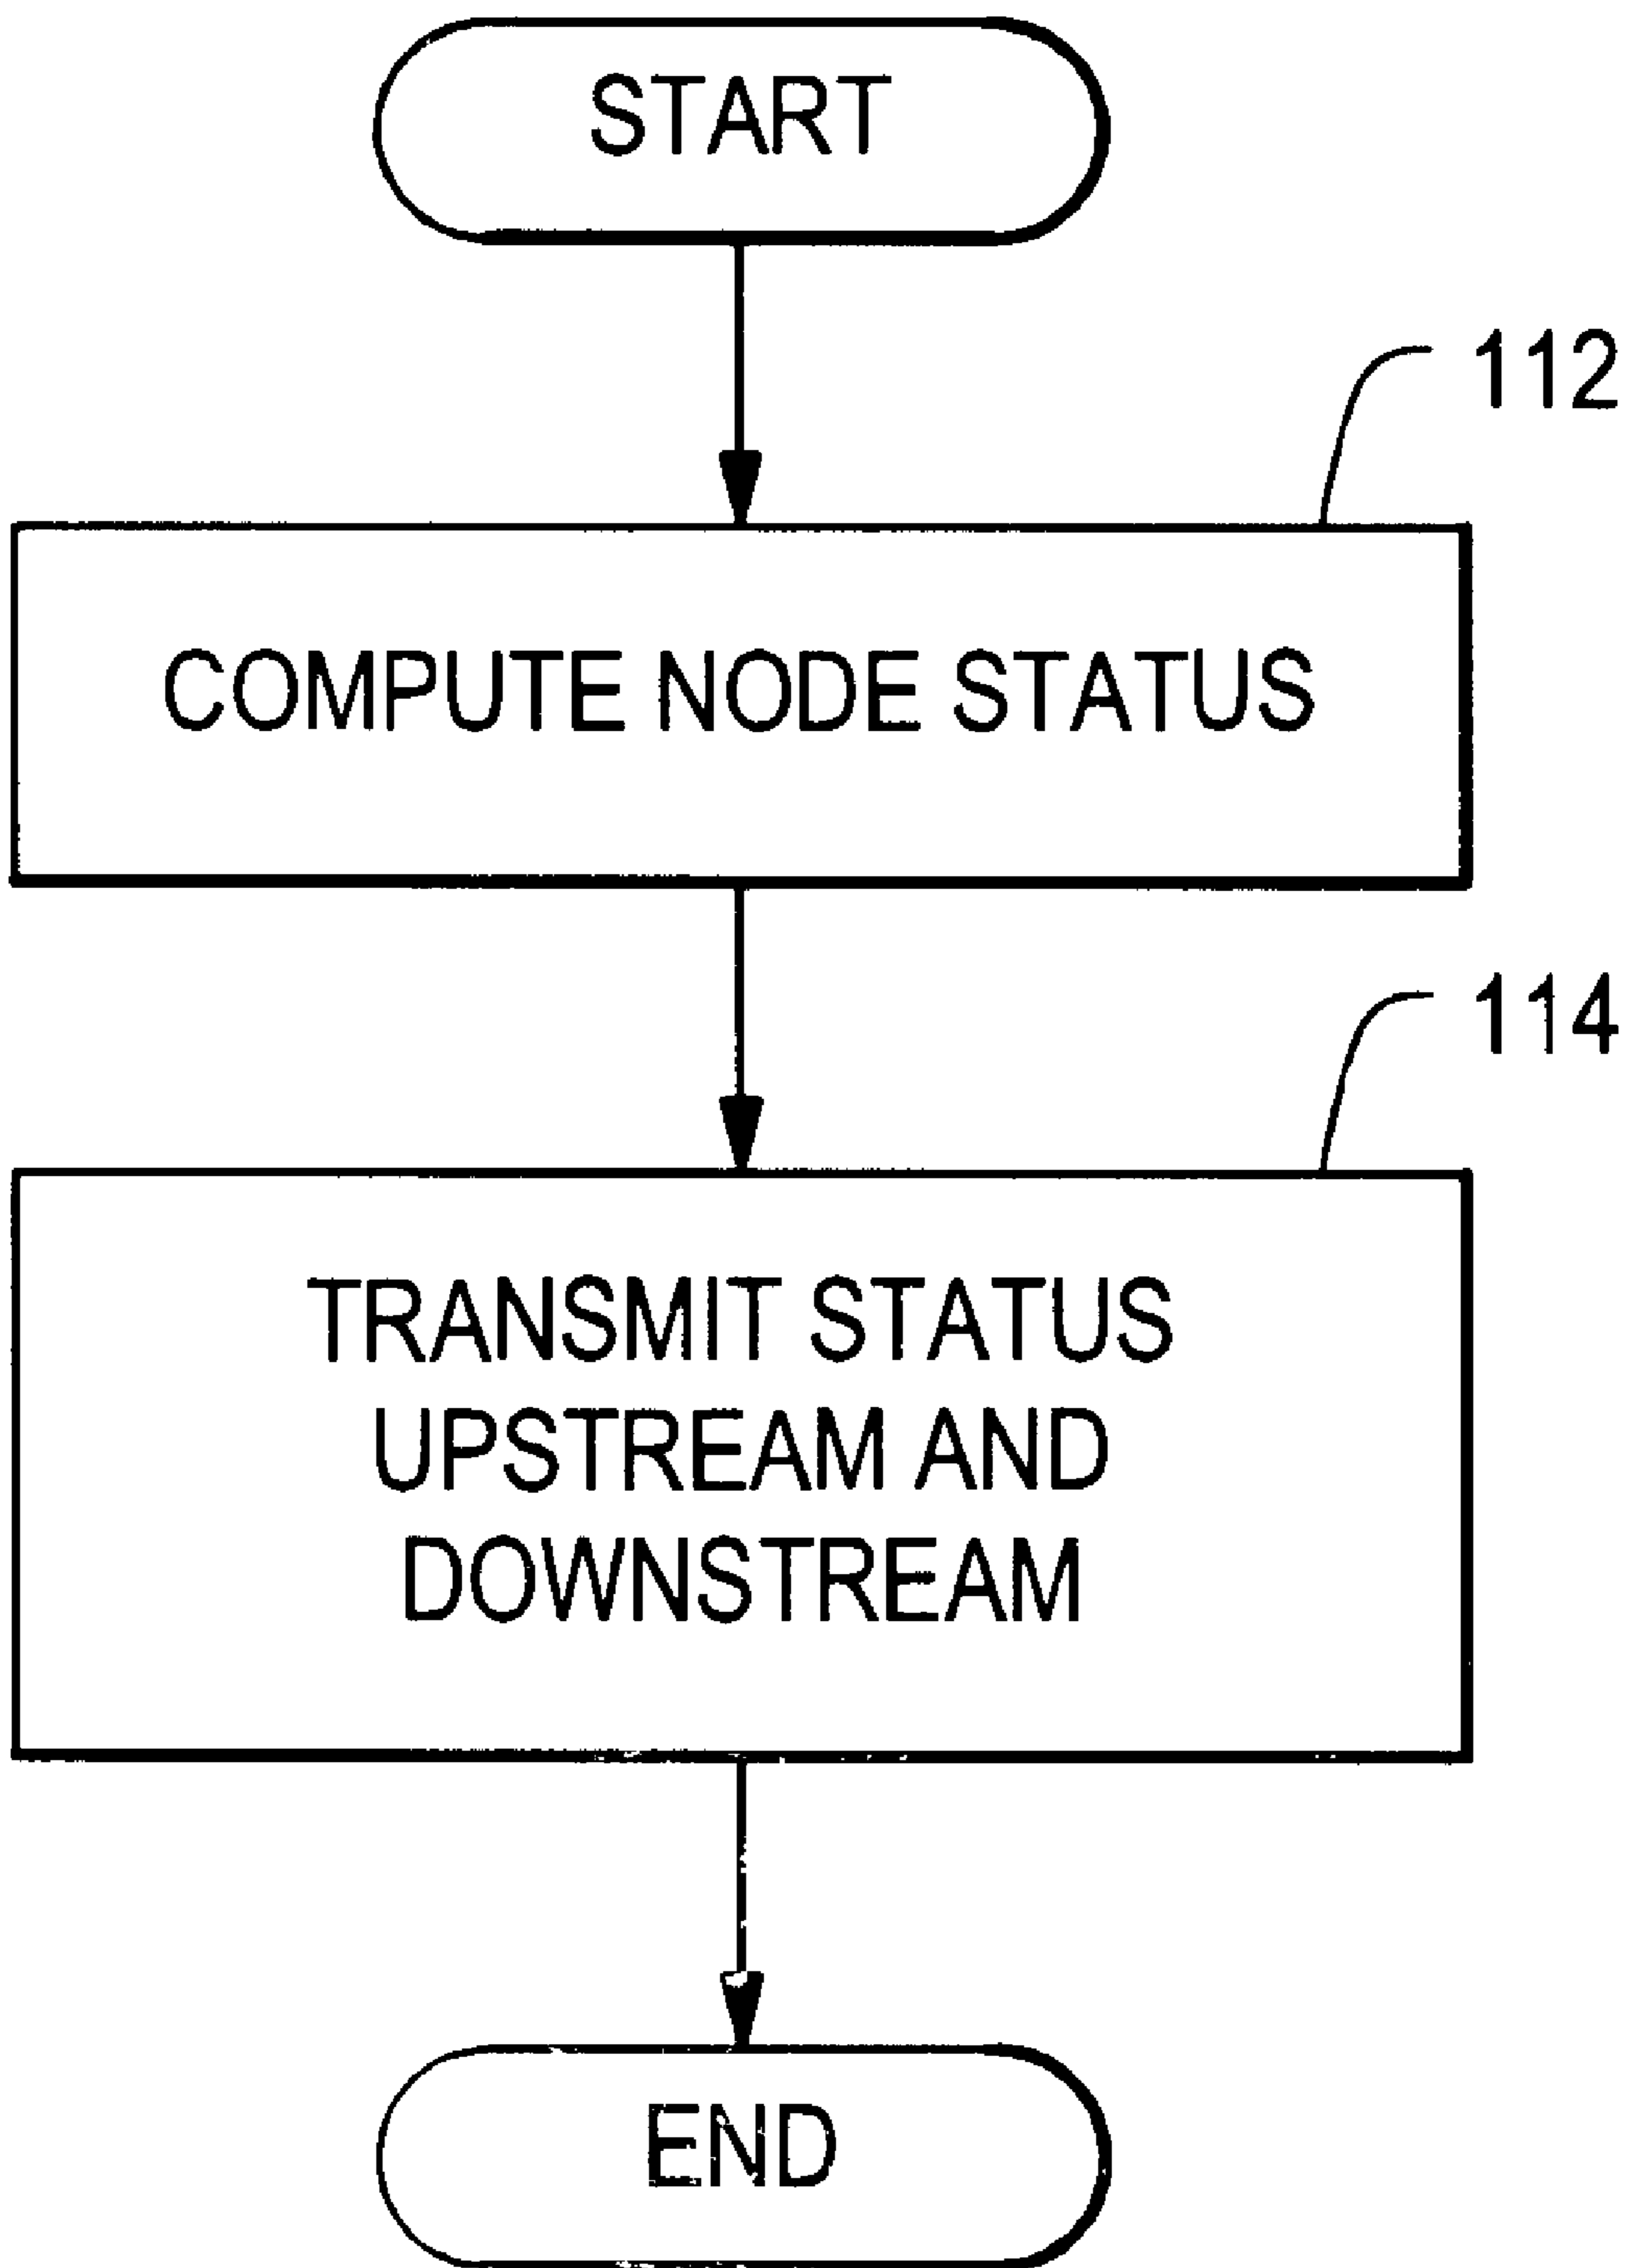 START
112
COMPUTE NODE STATUS
114
TRANSMIT STATUS
UPSTREAM AND
DOWNSTREAM
END